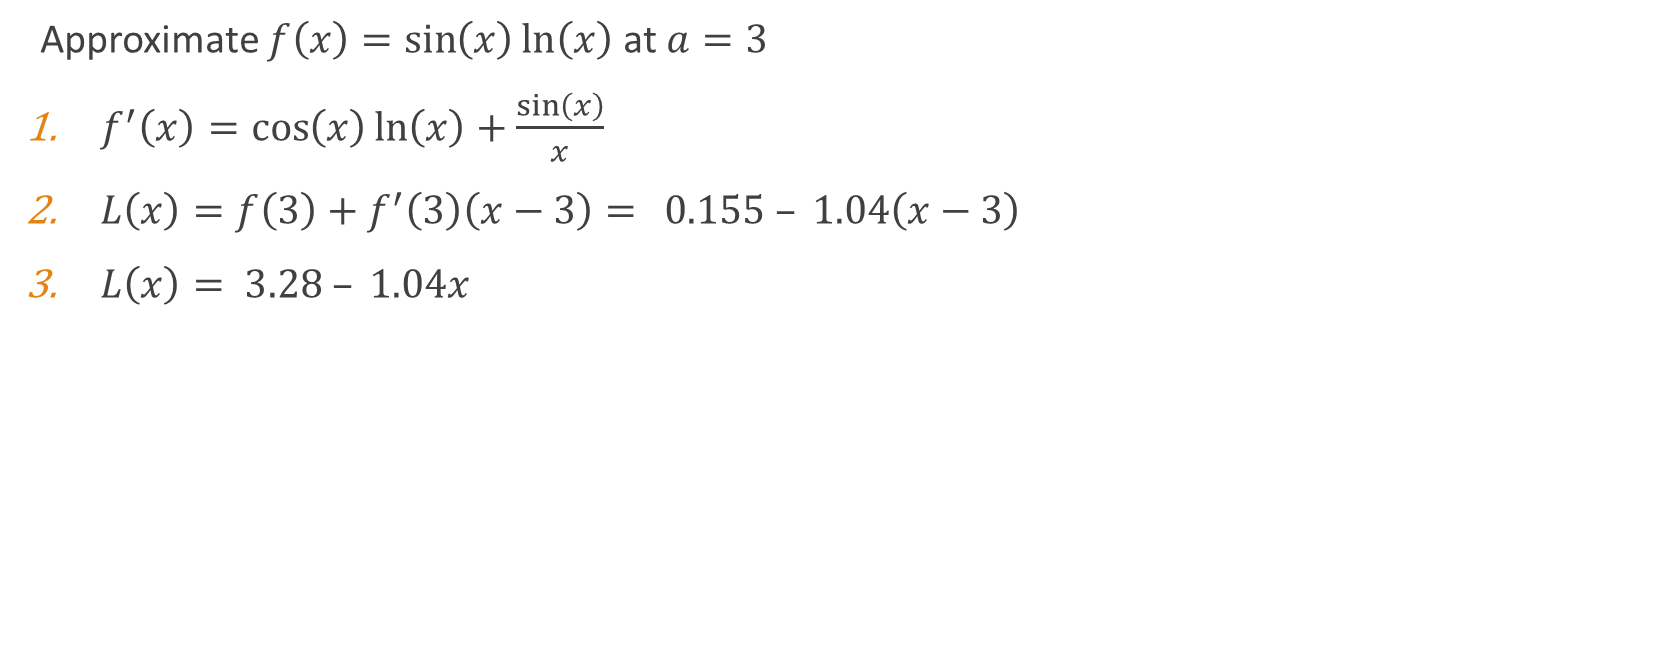 Approximate f(x) = sin(x) ln(x) at a = 3
1. f′(x) = cos(x) ln(x) + sin(x)/x
2. L(x) = f(3) + f′(3)(x − 3) = 0.155 – 1.04(x − 3)
3. L(x) = 3.28 – 1.04x